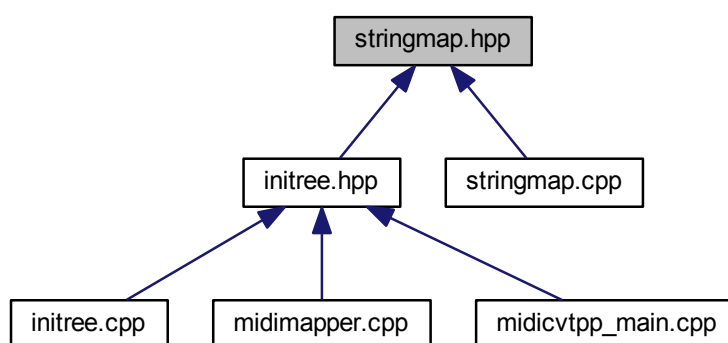 stringmap.hpp
initree.hpp
stringmap.cpp
initree.cpp
midimapper.cpp
midicvtpp_main.cpp